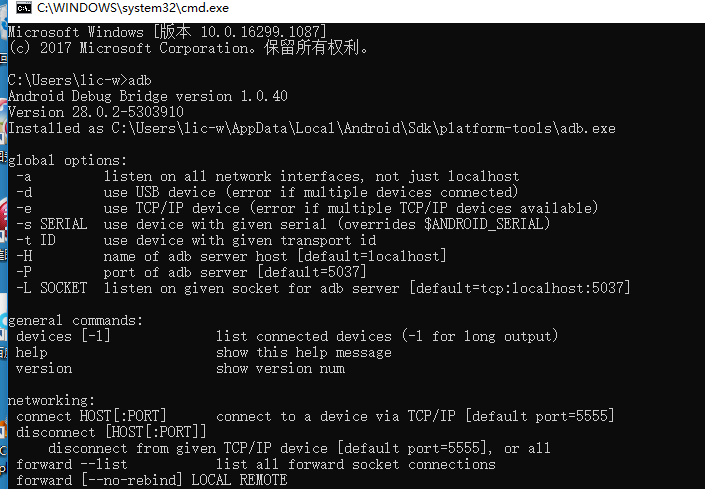 C:\WINDOWS\system32\cmd.exe
Microsoft Windows [版本 10.0.16299.1087]
(c) 2017 Microsoft Corporation。保留所有权利。
C:\Users\lic-w>adb
Android Debug Bridge version 1.0.40
Version 28.0.2-5303910
Installed as C:\Users\lic-w\AppData\Local\Android\Sdk\platform-tools\adb.exe
global options:
-a listen on all network interfaces, not just localhost
-d use USB device (error if multiple devices connected)
-e use TCP/IP device (error if multiple TCP/IP devices available)
-s SERIAL use device with given serial (overrides $ANDROID_SERIAL)
-t ID use device with given transport id
-H name of adb server host [default=localhost]
-P port of adb server [default=5037]
-L SOCKET listen on given socket for adb server [default=tcp:localhost:5037]
general commands:
devices [-l] list connected devices (-l for long output)
help show this help message
version show version num
networking:
connect HOST[:PORT] connect to a device via TCP/IP [default port=5555]
disconnect [HOST[:PORT]]
disconnect from given TCP/IP device [default port=5555], or all
forward --list list all forward socket connections
forward [--no-rebind] LOCAL REMOTE